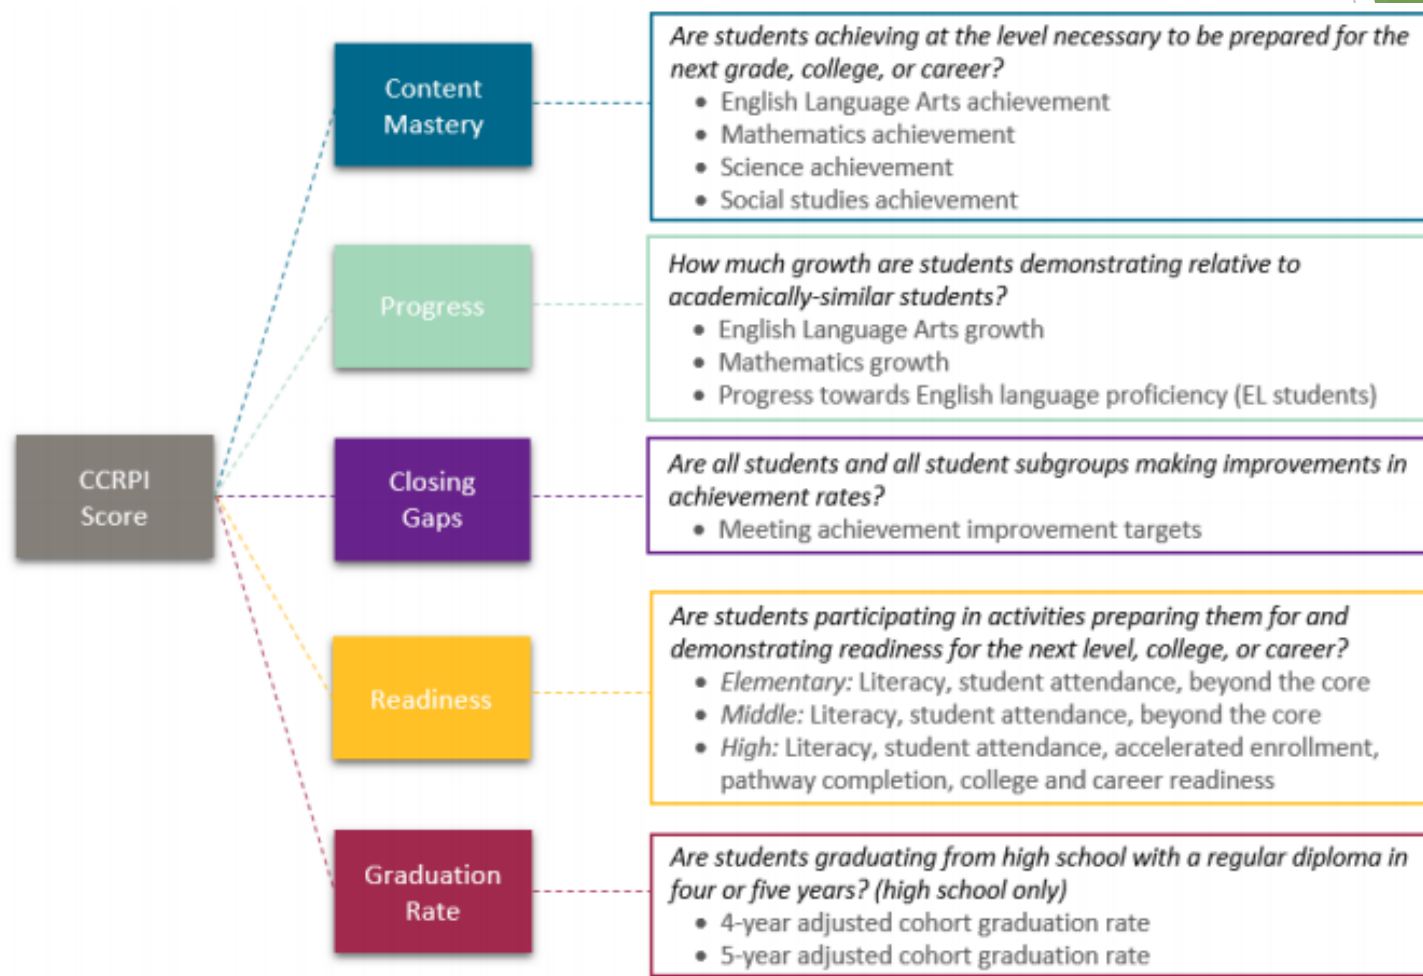 CCRPI
Score
Content
Mastery
Are students achieving at the level necessary to be prepared for the
next grade, college, or career?
• English Language Arts achievement
• Mathematics achievement
• Science achievement
• Social studies achievement
Progress
How much growth are students demonstrating relative to
academically-similar students?
• English Language Arts growth
• Mathematics growth
• Progress towards English language proficiency (EL students)
Closing
Gaps
Are all students and all student subgroups making improvements in
achievement rates?
• Meeting achievement improvement targets
Readiness
Are students participating in activities preparing them for and
demonstrating readiness for the next level, college, or career?
• Elementary: Literacy, student attendance, beyond the core
• Middle: Literacy, student attendance, beyond the core
• High: Literacy, student attendance, accelerated enrollment,
pathway completion, college and career readiness
Graduation
Rate
Are students graduating from high school with a regular diploma in
four or five years? (high school only)
• 4-year adjusted cohort graduation rate
• 5-year adjusted cohort graduation rate